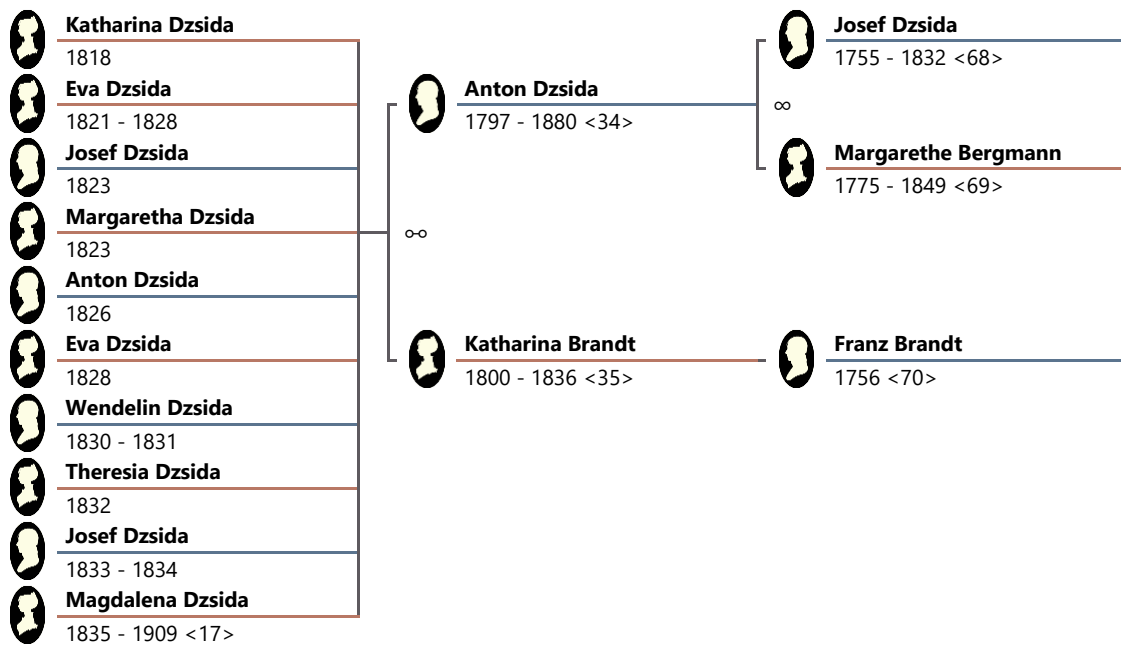 Katharina Dzsida
1818
Eva Dzsida
1821 - 1828
Josef Dzsida
1823
Margaretha Dzsida
1823
Anton Dzsida
1826
Eva Dzsida
1828
Wendelin Dzsida
1830 - 1831
Theresia Dzsida
1832
Josef Dzsida
1833 - 1834
Magdalena Dzsida
1835 - 1909 <17>
Anton Dzsida
1797 - 1880 <34>
⚯
Katharina Brandt
1800 - 1836 <35>
Josef Dzsida
1755 - 1832 <68>
∞
Margarethe Bergmann
1775 - 1849 <69>
Franz Brandt
1756 <70>